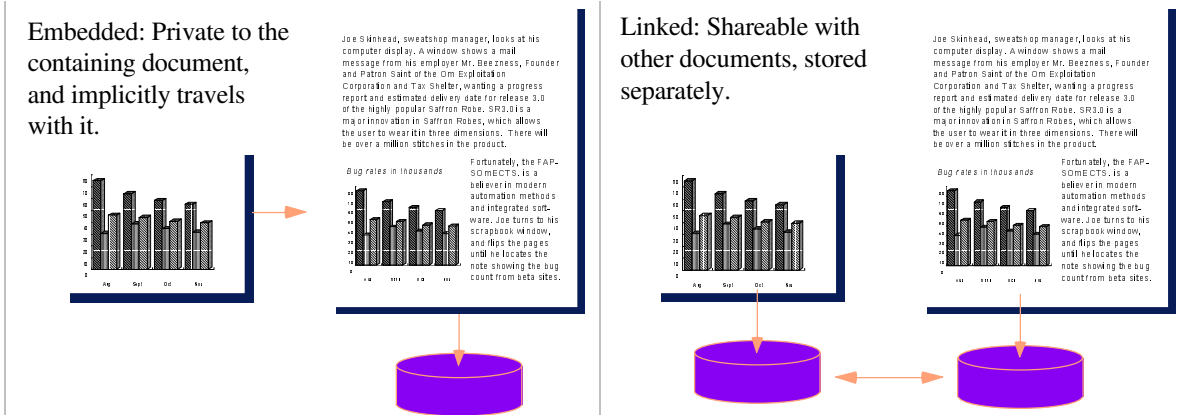 Embedded: Private to the
containing document,
and implicitly travels
with it.
Joe Skinhead, sweatshop manager, looks at his
computer display. A window shows a mail
message from his employer Mr. Beezness, Founder
and Patron Saint of the Om Exploitation
Corporation and Tax Shelter, wanting a progress
report and estimated delivery date for release 3.0
of the highly popular Saffron Robe. SR3.0 is a
major innovation in Saffron Robes, which allows
the user to wear it in three dimensions. There will
be over a million stitches in the product.
Bug rates in thousands
Fortunately, the FAP-
SOmECTS. is a
believer in modern
automation methods
and integrated soft-
ware. Joe turns to his
scrapbook window,
and flips the pages
until he locates the
note showing the bug
count from beta sites.
Aug Sept Oct Nov
Linked: Shareable with
other documents, stored
separately.
Joe Skinhead, sweatshop manager, looks at his
computer display. A window shows a mail
message from his employer Mr. Beezness, Founder
and Patron Saint of the Om Exploitation
Corporation and Tax Shelter, wanting a progress
report and estimated delivery date for release 3.0
of the highly popular Saffron Robe. SR3.0 is a
major innovation in Saffron Robes, which allows
the user to wear it in three dimensions. There will
be over a million stitches in the product.
Bug rates in thousands
Fortunately, the FAP-
SOmECTS. is a
believer in modern
automation methods
and integrated soft-
ware. Joe turns to his
scrapbook window,
and flips the pages
until he locates the
note showing the bug
count from beta sites.
Aug Sept Oct Nov